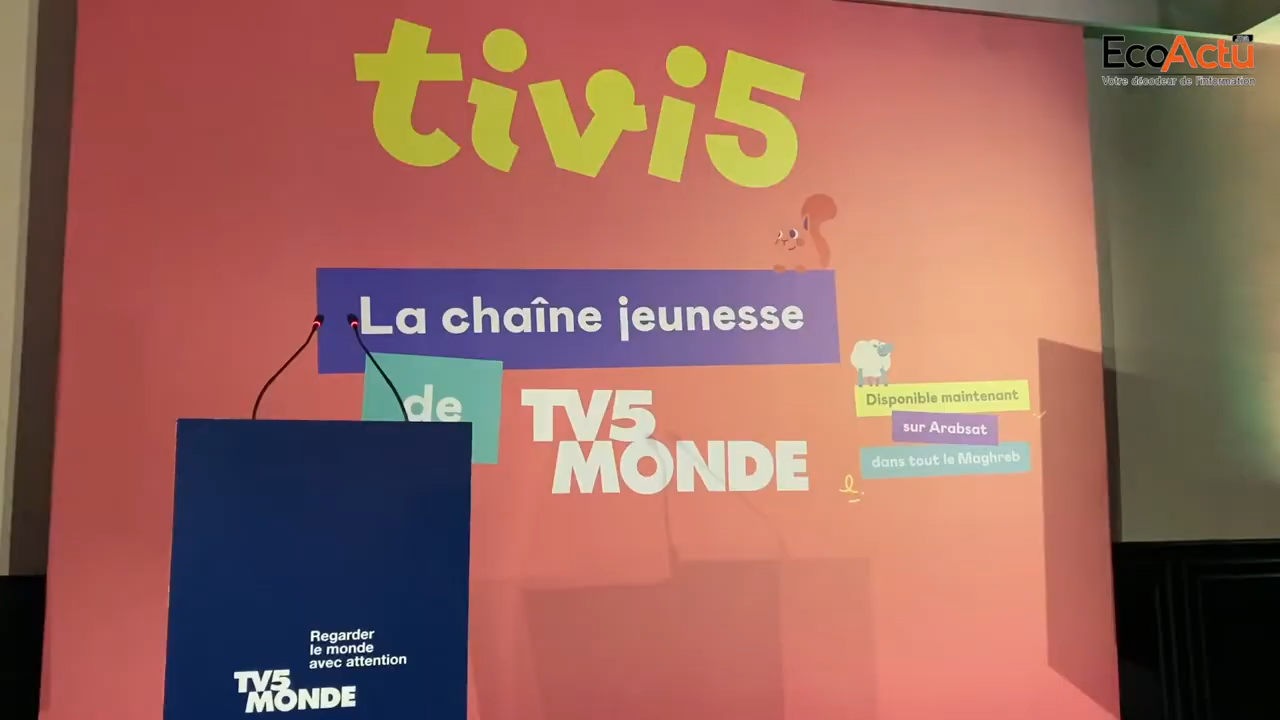 EcoActu
Votre décodeur de l'information
tivi5
La chaîne jeunesse
de
TV5
MONDE
Disponible maintenant
sur Arabsat
dans tout le Maghreb
Regarder
le monde
avec attention
TV5
MONDE